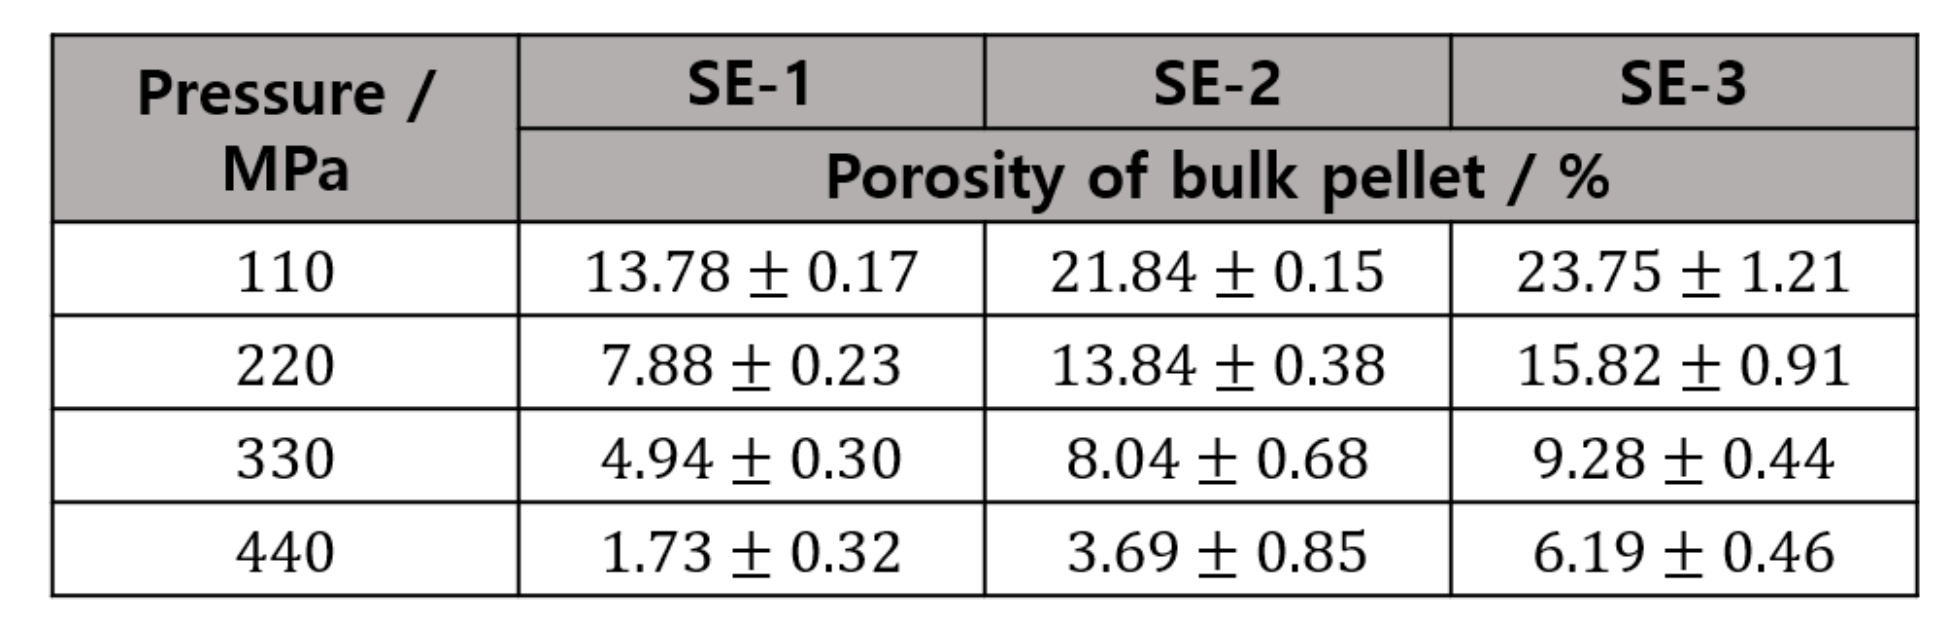 Pressure / MPa SE-1 SE-2 SE-3
Porosity of bulk pellet / %
110 13.78 ± 0.17 21.84 ± 0.15 23.75 ± 1.21
220 7.88 ± 0.23 13.84 ± 0.38 15.82 ± 0.91
330 4.94 ± 0.30 8.04 ± 0.68 9.28 ± 0.44
440 1.73 ± 0.32 3.69 ± 0.85 6.19 ± 0.46